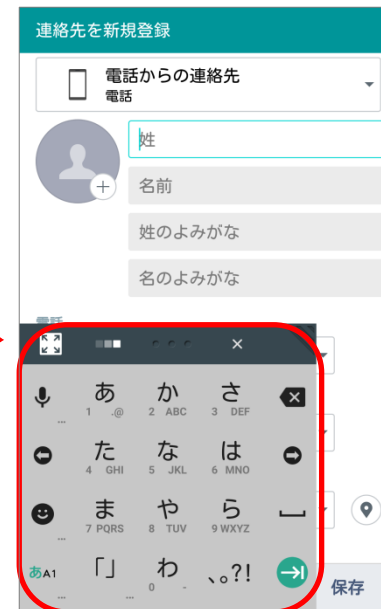 連絡先を新規登録
電話からの連絡先
電話
姓
名前
姓のよみがな
名のよみがな
電話
あ か さ
1 .@ 2 ABC 3 DEF
た な は
4 GHI 5 JKL 6 MNO
ま や ら
7 PQRS 8 TUV 9 WXYZ
あA1 「」 わ 、。?!
0 -
保存